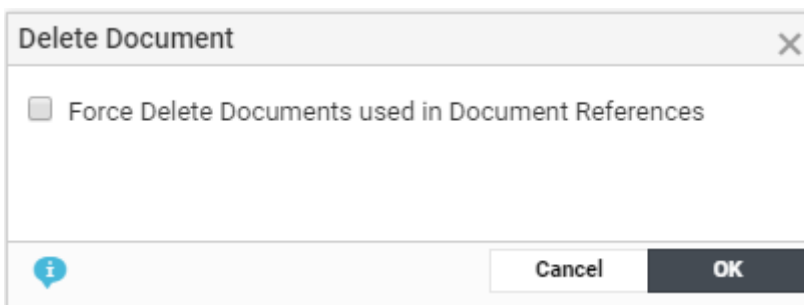 Delete Document
Force Delete Documents used in Document References
Cancel OK